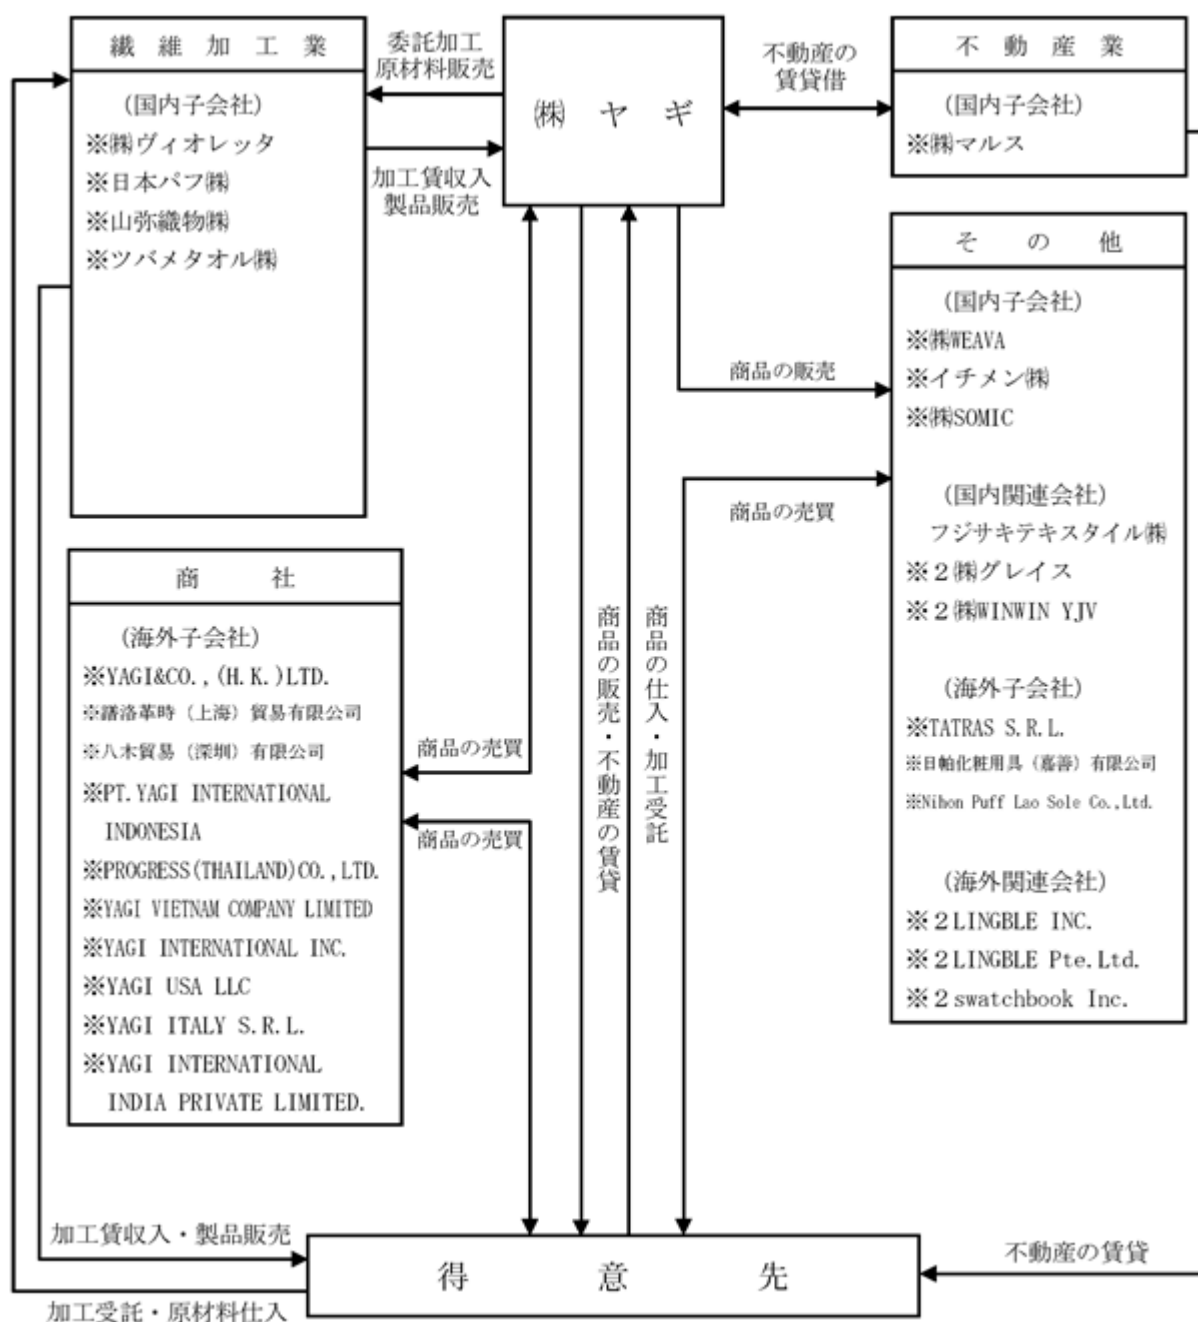 繊維加工業
(国内子会社)
※㈱ヴィオレッタ
※日本パフ㈱
※山弥織物㈱
※ツバメタオル㈱
委託加工
原材料販売
加工賃収入
製品販売
㈱ヤギ
不動産の
賃貸借
不動産業
(国内子会社)
※㈱マルス
その他
(国内子会社)
※㈱WEAVA
※イチメン㈱
※㈱SOMIC
(国内関連会社)
フジサキテキスタイル㈱
※2㈱グレイス
※2㈱WINWIN YJV
(海外子会社)
※TATRAS S.R.L.
※日帕化粧用具（嘉善）有限公司
※Nihon Puff Lao Sole Co.,Ltd.
(海外関連会社)
※2LINGBLE INC.
※2LINGBLE Pte.Ltd.
※2swatchbook Inc.
商品の販売
商品の売買
商社
(海外子会社)
※YAGI&CO.,(H.K.)LTD.
※譜洛革時（上海）貿易有限公司
※八木貿易（深圳）有限公司
※PT.YAGI INTERNATIONAL
INDONESIA
※PROGRESS(THAILAND)CO.,LTD.
※YAGI VIETNAM COMPANY LIMITED
※YAGI INTERNATIONAL INC.
※YAGI USA LLC
※YAGI ITALY S.R.L.
※YAGI INTERNATIONAL
INDIA PRIVATE LIMITED.
商品の売買
商品の売買
商品の販売・不動産の賃貸
商品の仕入・加工受託
加工賃収入・製品販売
加工受託・原材料仕入
得意先
不動産の賃貸